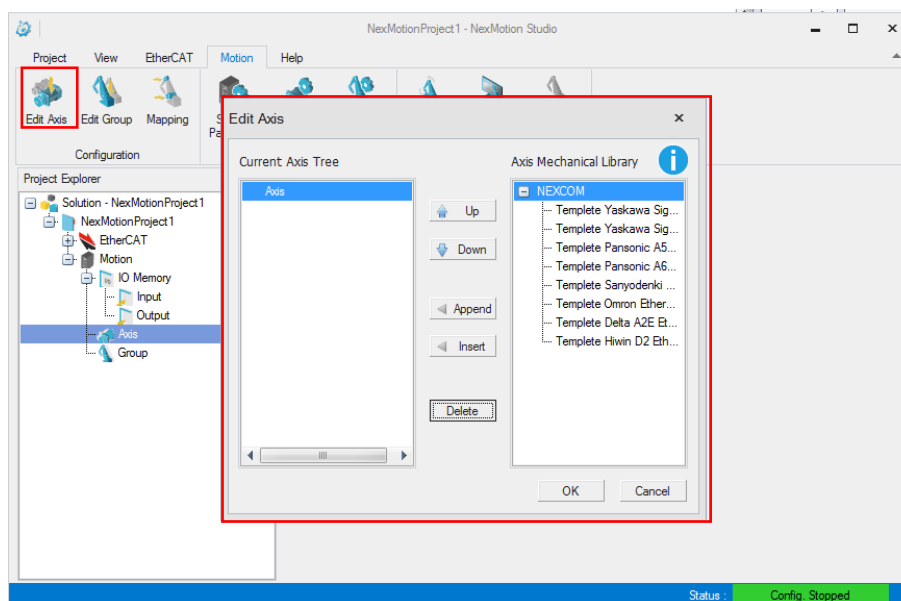 NexMotionProject1 - NexMotion Studio
Project View EtherCAT Motion Help
Edit Axis Edit Group Mapping
Configuration
Edit Axis
Current Axis Tree
Axis Mechanical Library
Axis
Up
Down
Append
Insert
Delete
NEXCOM
Templete Yaskawa Sig...
Templete Yaskawa Sig...
Templete Pansonic A5...
Templete Pansonic A6...
Templete Sanyodenki ...
Templete Omron Ether...
Templete Delta A2E Et...
Templete Hiwin D2 Eth...
OK Cancel
Project Explorer
Solution - NexMotionProject1
NexMotionProject1
EtherCAT
Motion
IO Memory
Input
Output
Axis
Group
Status : Config. Stopped